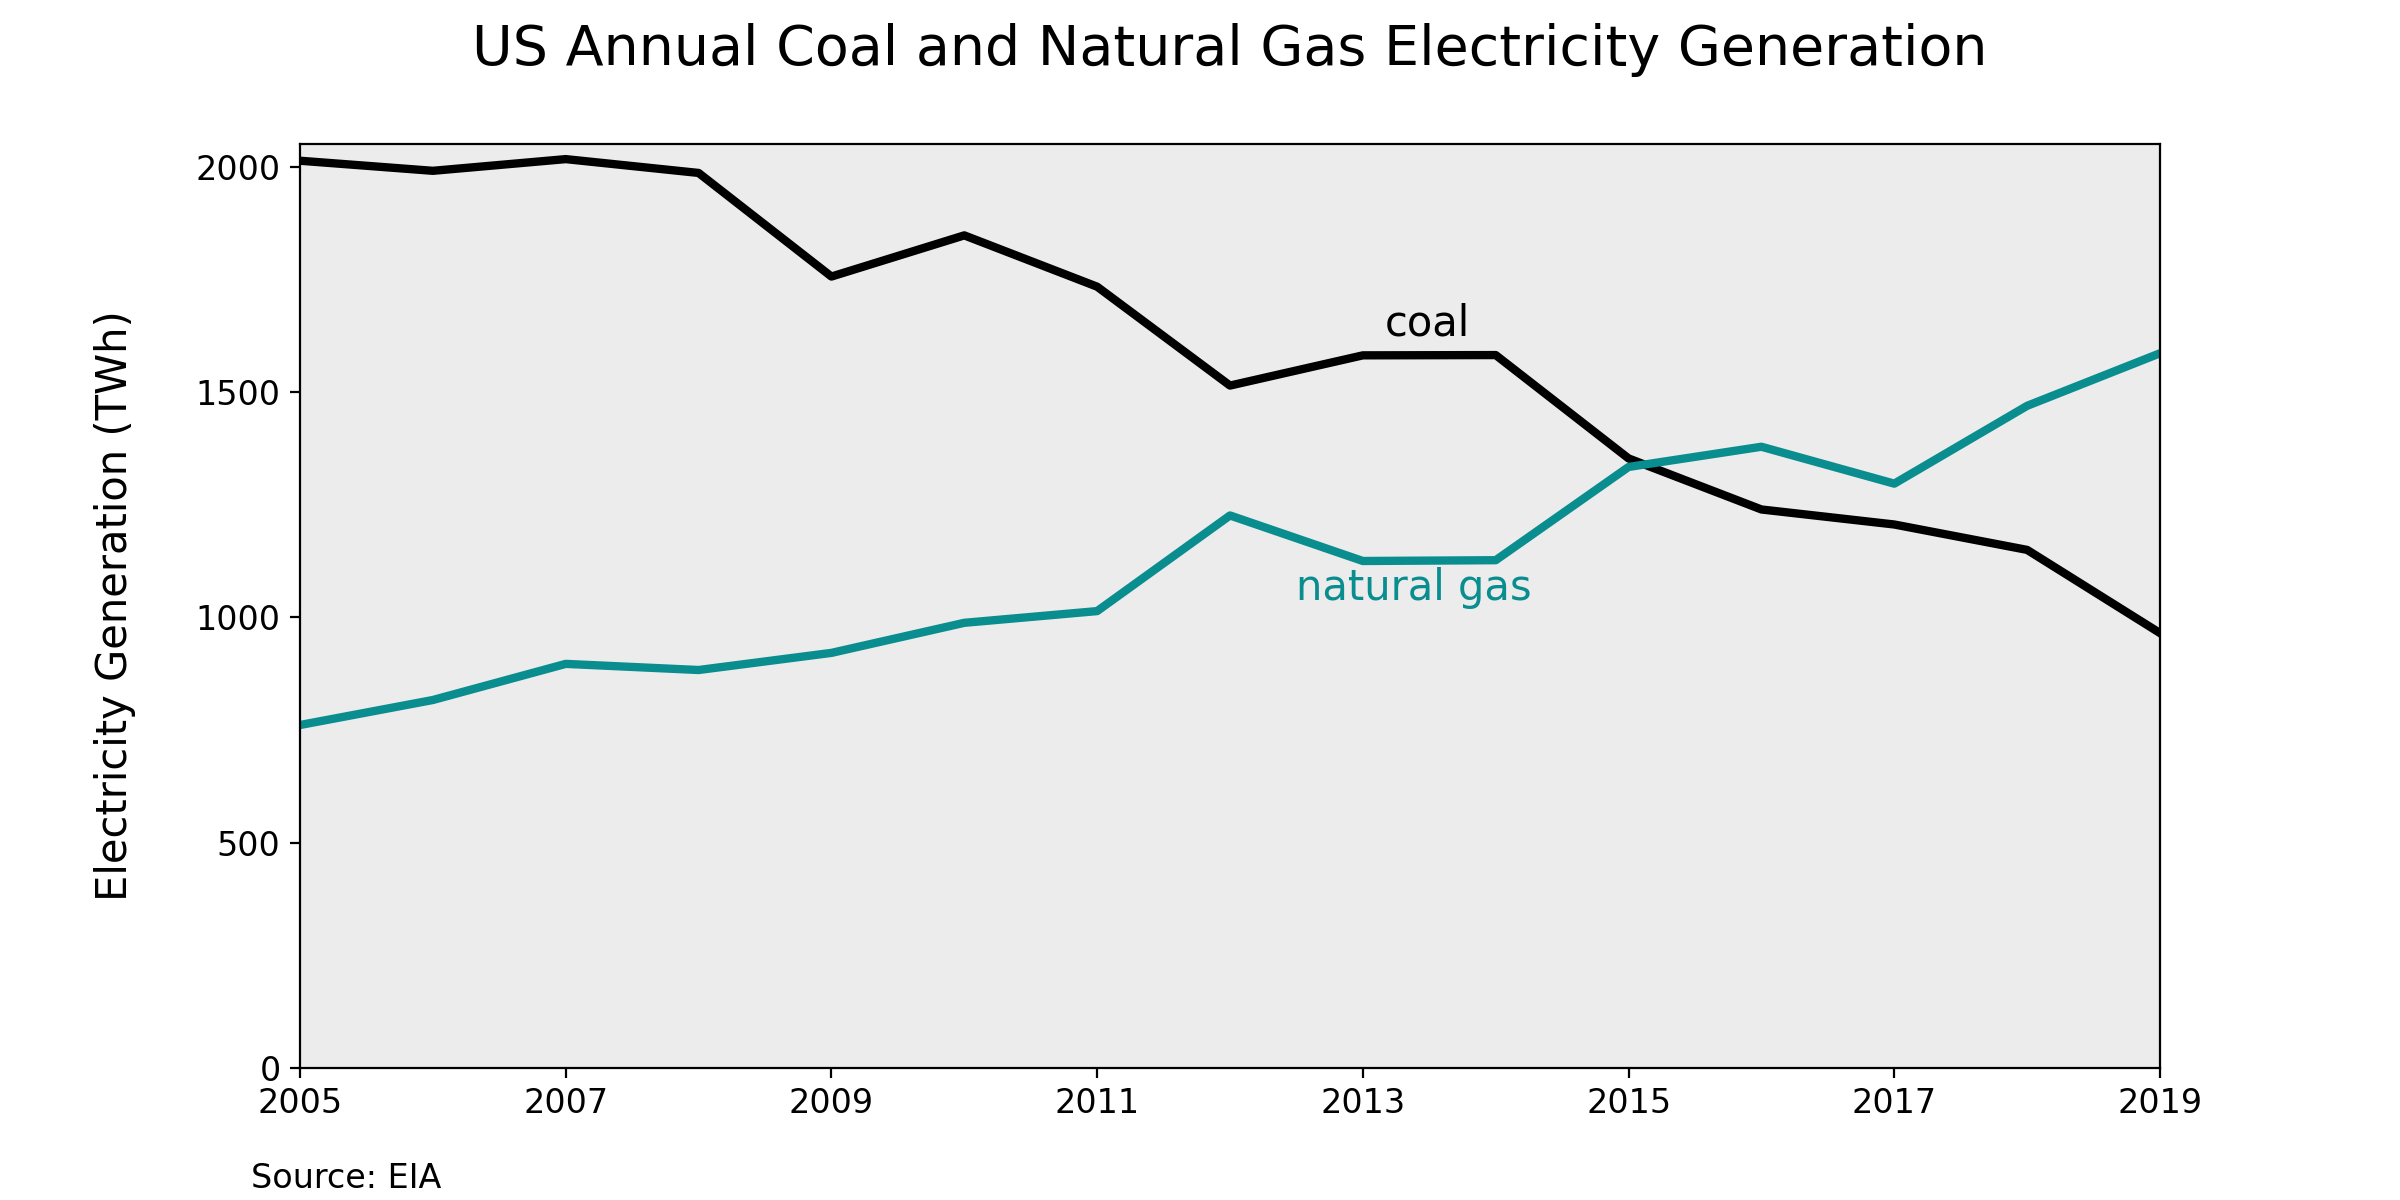 US Annual Coal and Natural Gas Electricity Generation
Electricity Generation (TWh)
2000
1500
1000
500
0
coal
natural gas
2005 2007 2009 2011 2013 2015 2017 2019
Source: EIA